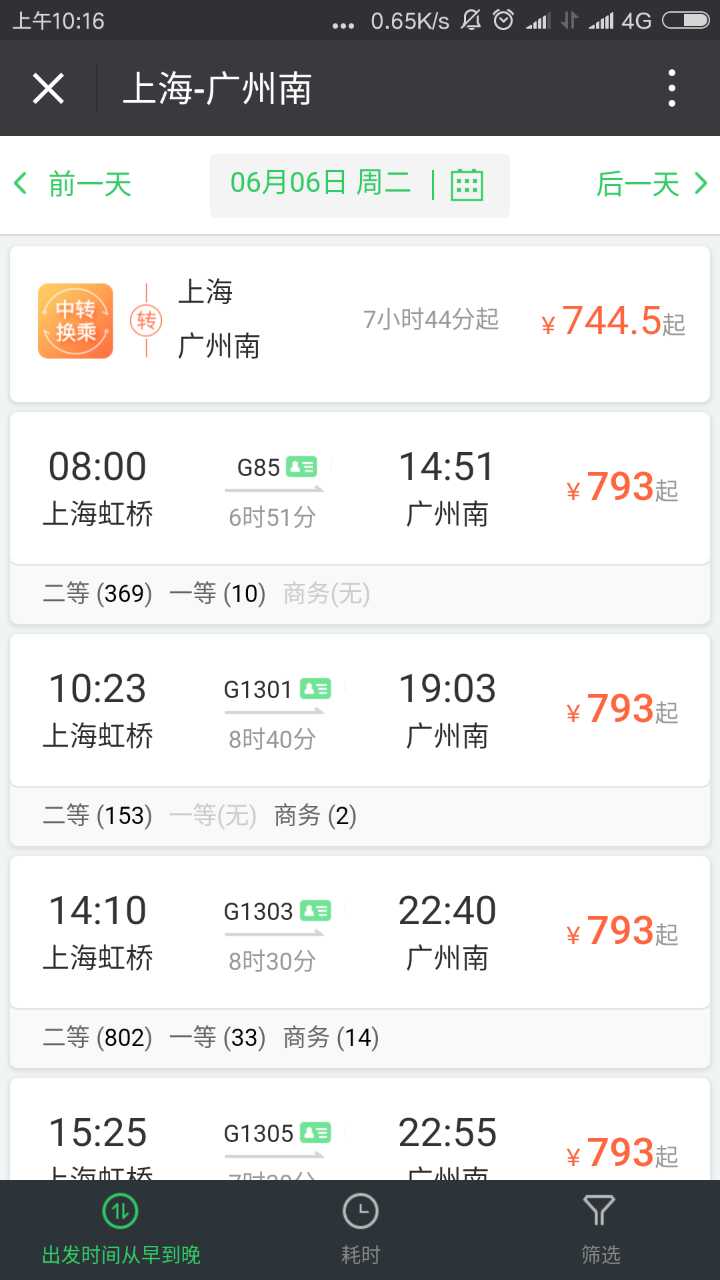 上午10:16 ... 0.65K/s 4G
上海-广州南
前一天 06月06日 周二 后一天
中转换乘 转 上海 广州南 7小时44分起 ¥744.5起
08:00 G85 14:51 ¥793起
上海虹桥 6时51分 广州南
二等 (369) 一等 (10) 商务(无)
10:23 G1301 19:03 ¥793起
上海虹桥 8时40分 广州南
二等 (153) 一等(无) 商务 (2)
14:10 G1303 22:40 ¥793起
上海虹桥 8时30分 广州南
二等 (802) 一等 (33) 商务 (14)
15:25 G1305 22:55 ¥793起
上海虹桥 广州南
出发时间从早到晚 耗时 筛选